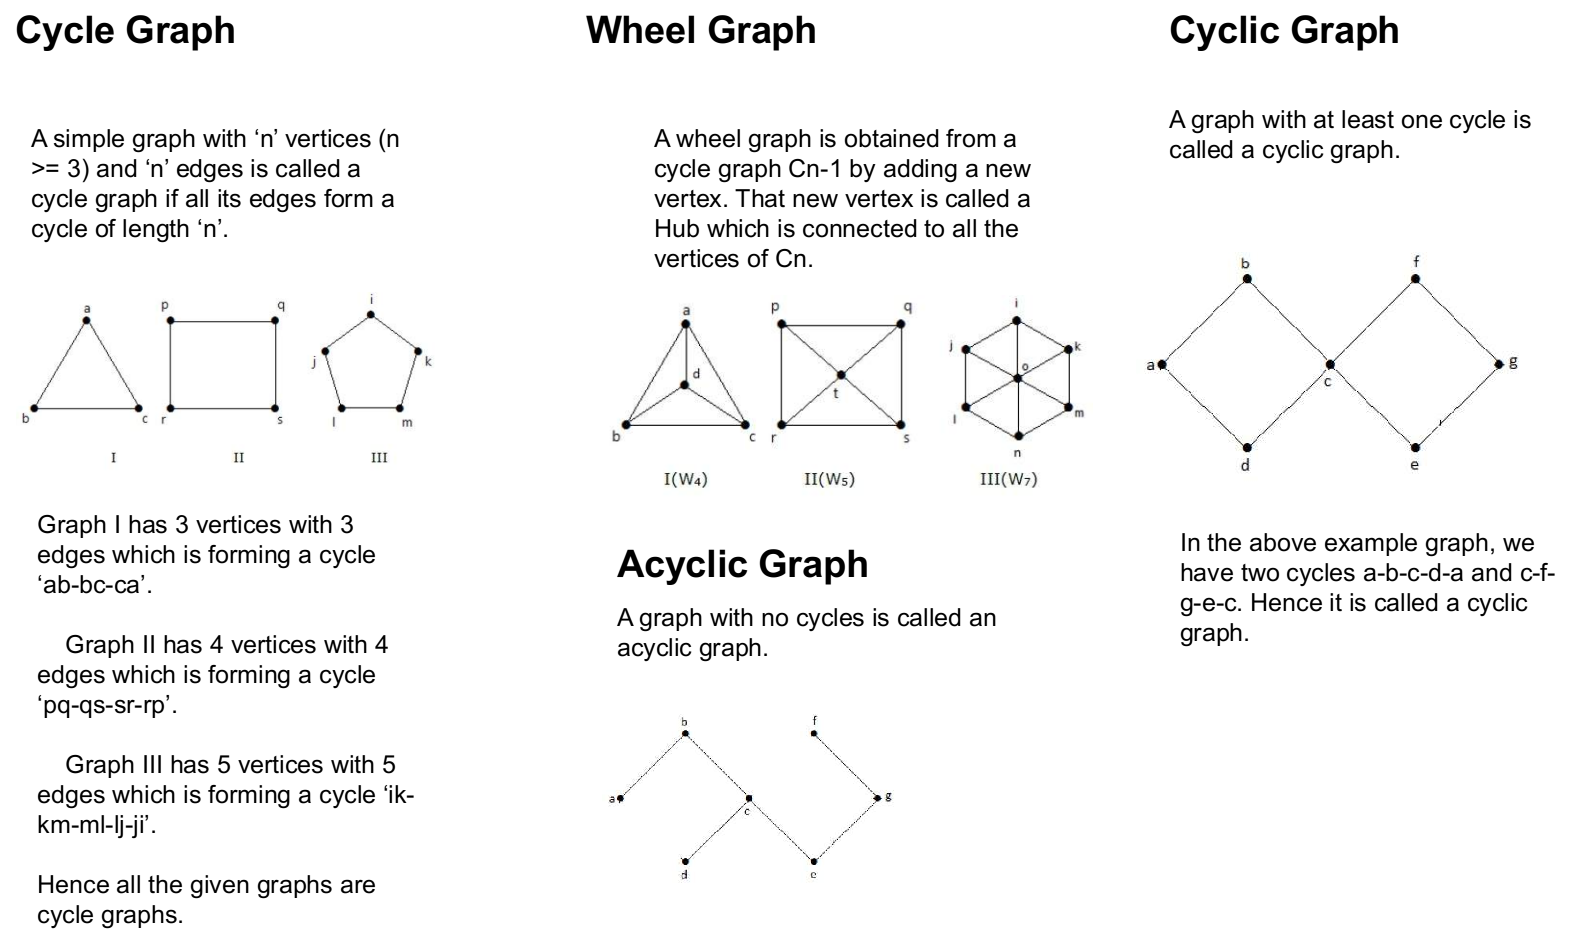 Cycle Graph
A simple graph with ‘n’ vertices (n
>= 3) and ‘n’ edges is called a
cycle graph if all its edges form a
cycle of length ‘n’.
a
b
c
I
p
q
r
s
II
i
j
k
l
m
III
Graph I has 3 vertices with 3
edges which is forming a cycle
‘ab-bc-ca’.
Graph II has 4 vertices with 4
edges which is forming a cycle
‘pq-qs-sr-rp’.
Graph III has 5 vertices with 5
edges which is forming a cycle ‘ik-
km-ml-lj-ji’.
Hence all the given graphs are
cycle graphs.
Wheel Graph
A wheel graph is obtained from a
cycle graph Cn-1 by adding a new
vertex. That new vertex is called a
Hub which is connected to all the
vertices of Cn.
a
d
b
c
I(W₄)
p
q
t
r
s
II(W₅)
i
j
k
o
l
m
n
III(W₇)
Acyclic Graph
A graph with no cycles is called an
acyclic graph.
b
f
a
c
g
d
e
Cyclic Graph
A graph with at least one cycle is
called a cyclic graph.
b
f
a
c
g
d
e
In the above example graph, we
have two cycles a-b-c-d-a and c-f-
g-e-c. Hence it is called a cyclic
graph.